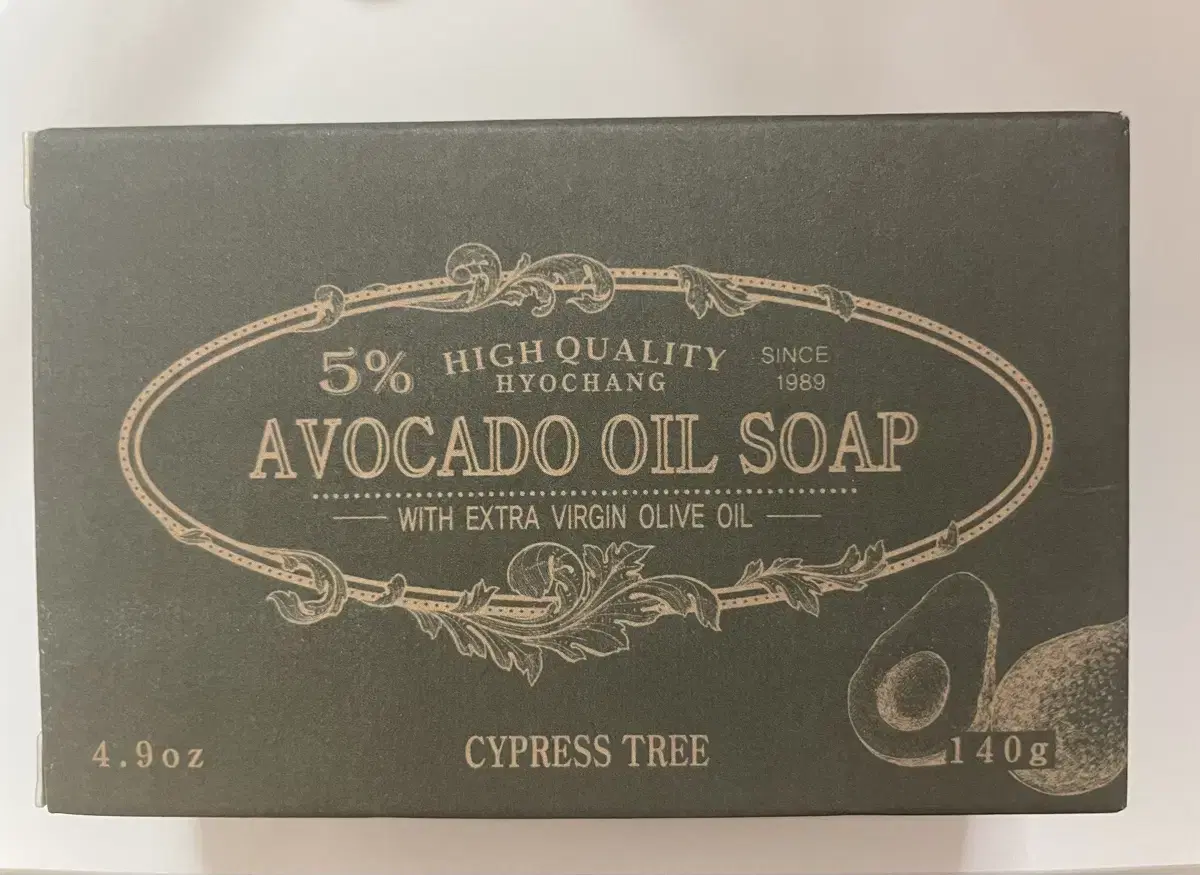 5% HIGH QUALITY SINCE
HYOCHANG 1989
AVOCADO OIL SOAP
WITH EXTRA VIRGIN OLIVE OIL
4.9oz CYPRESS TREE 140g